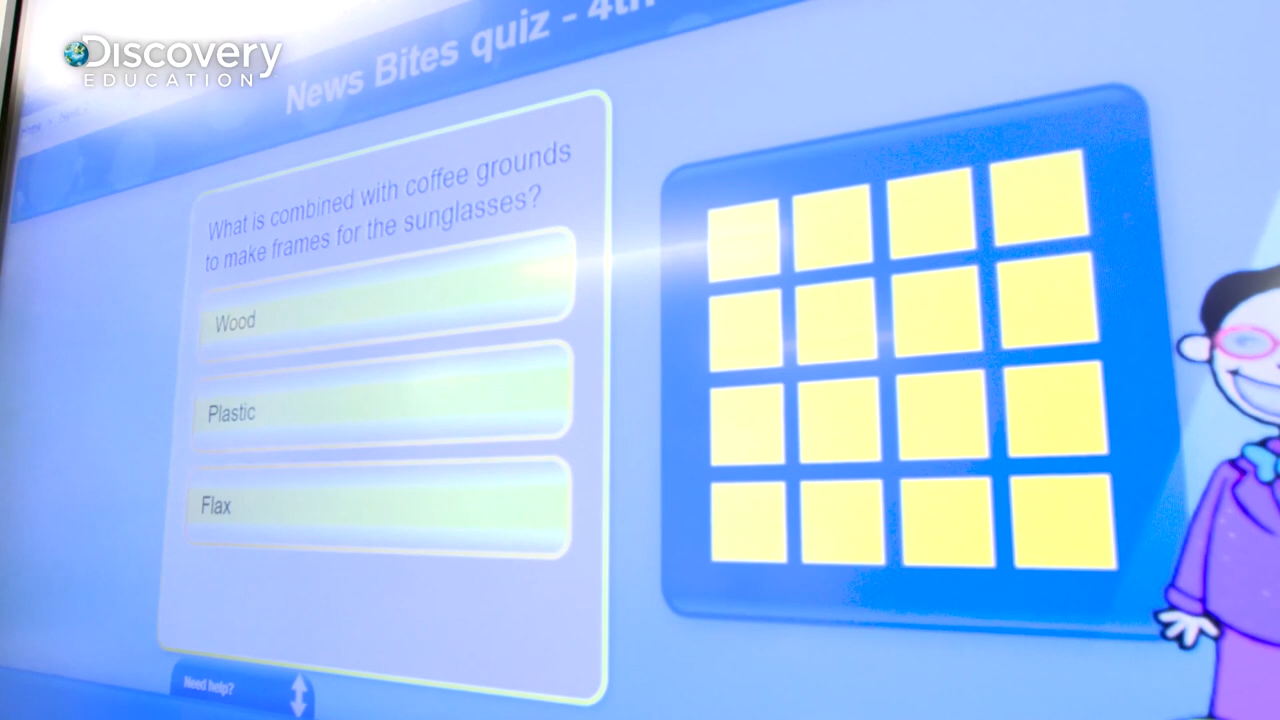 Discovery
EDUCATION
News Bites quiz - 4th
What is combined with coffee grounds
to make frames for the sunglasses?
Wood
Plastic
Flax
Need help?